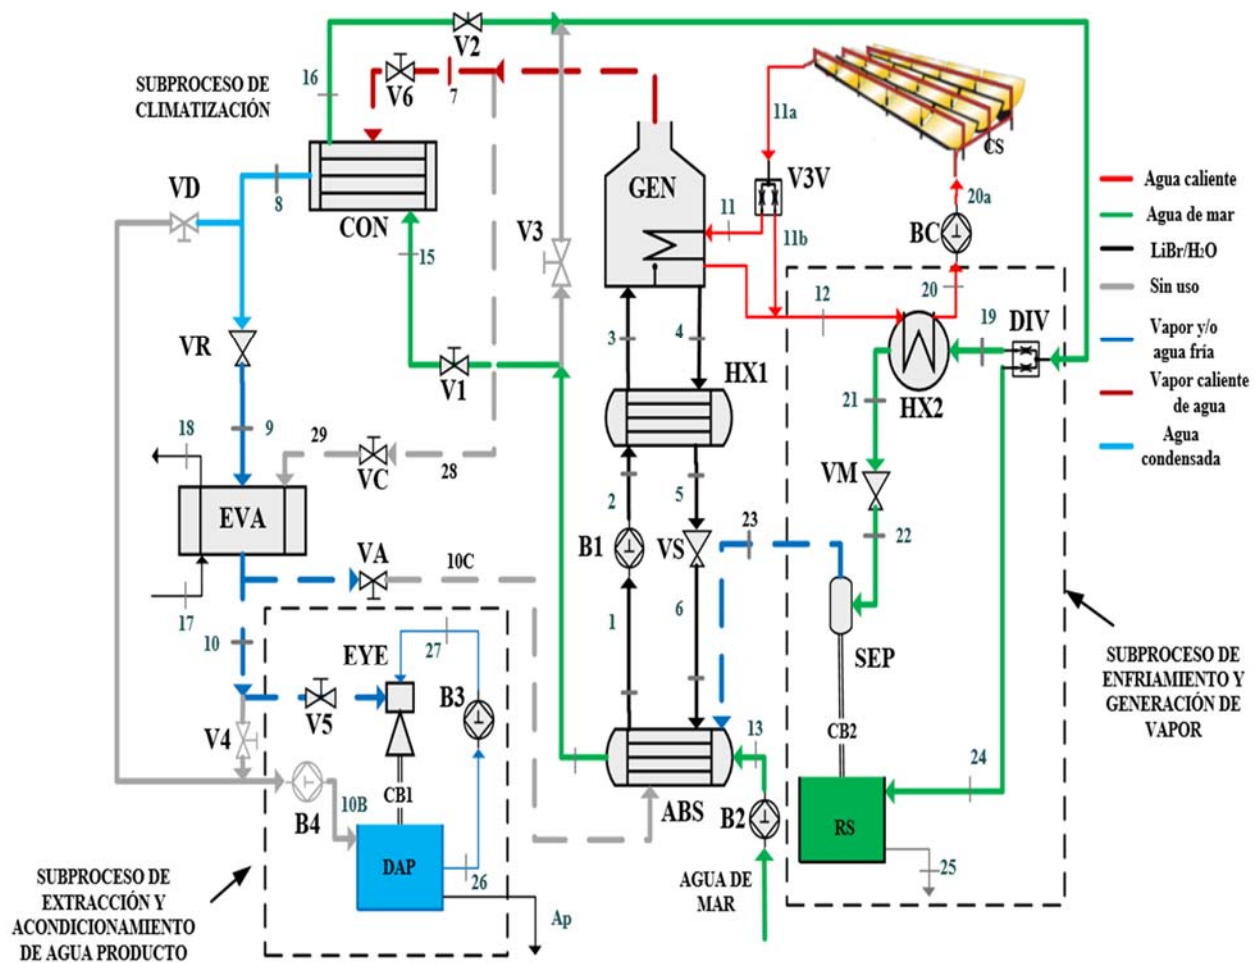 V2
16
SUBPROCESO DE
CLIMATIZACIÓN
V6
7
11a
CS
VD
8
CON
GEN
V3V
20a
Agua caliente
Agua de mar
LiBr/H2O
Sin uso
Vapor y/o
agua fría
Vapor caliente
de agua
Agua
condensada
V3
11
11b
BC
15
12
20
19
DIV
VR
3
4
V1
HX1
HX2
21
18
9
29
VC
28
VM
2
5
22
EVA
B1
VS
23
VA
10C
17
1
6
SEP
10
EYE
27
B3
V5
V4
SUBPROCESO DE
ENFRIAMIENTO Y
GENERACIÓN DE
VAPOR
CB2
13
24
10B
CB1
B4
ABS
B2
RS
DAP
26
25
Ap
AGUA DE
MAR
SUBPROCESO DE
EXTRACCIÓN Y
ACONDICIONAMIENTO
DE AGUA PRODUCTO